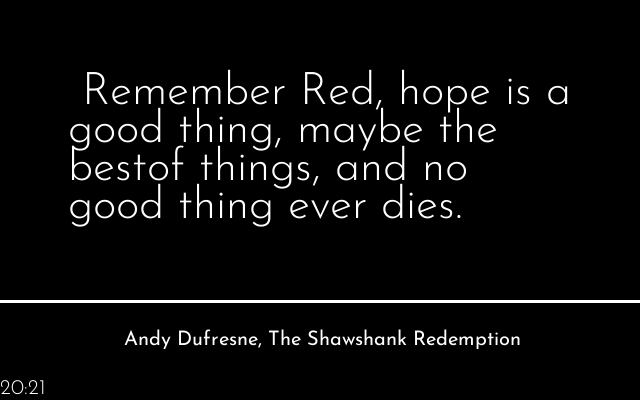 Remember Red, hope is a
good thing, maybe the
bestof things, and no
good thing ever dies.
Andy Dufresne, The Shawshank Redemption
20:21